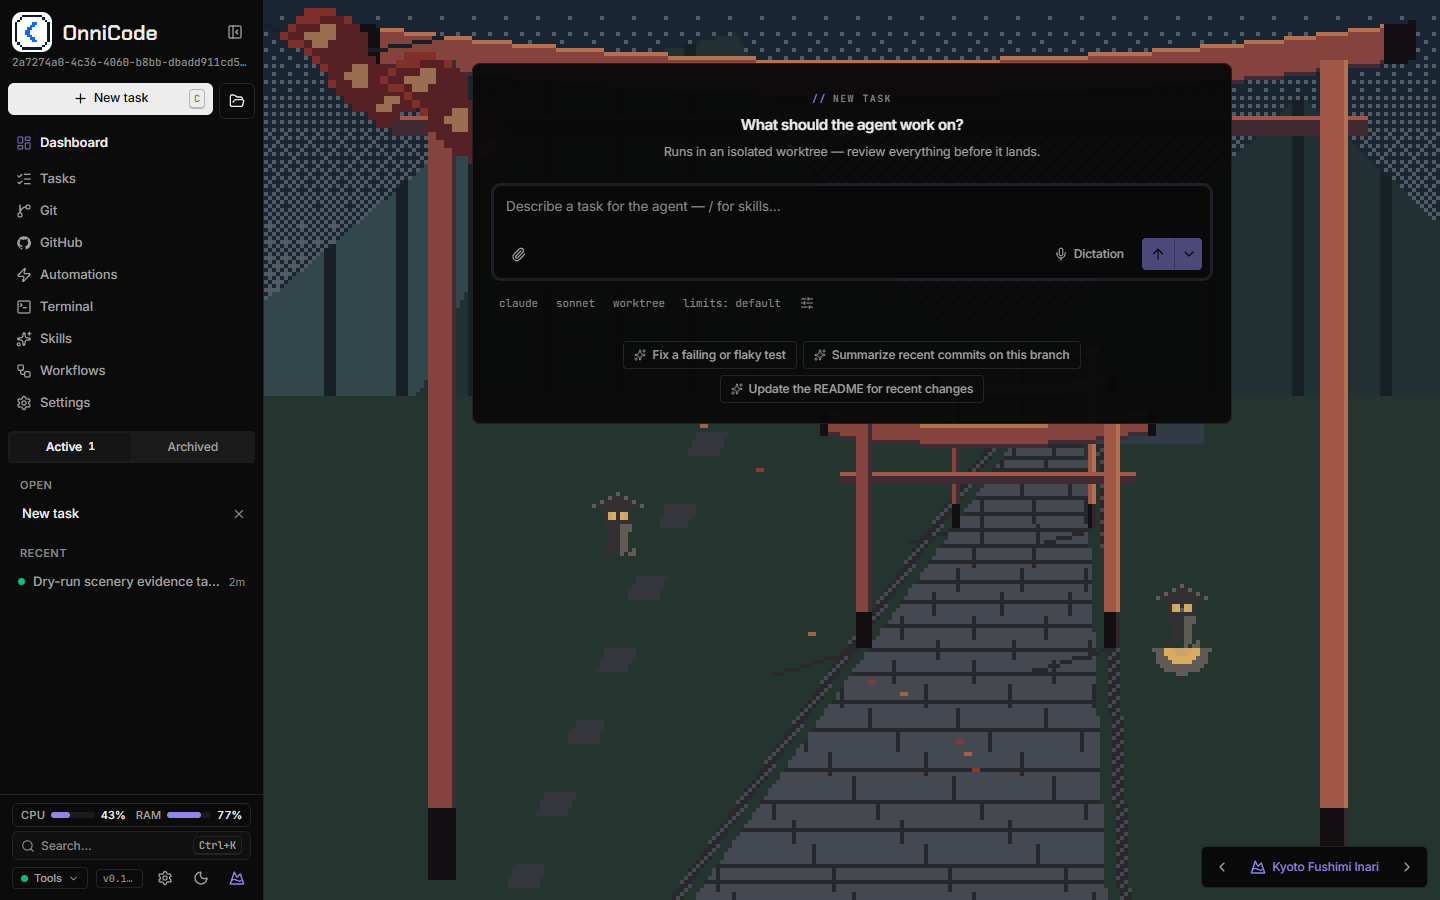 OnniCode
2a7274a0-4c36-4060-b8bb-dbadd911cd5…
New task C
Dashboard
Tasks
Git
GitHub
Automations
Terminal
Skills
Workflows
Settings
Active 1
Archived
OPEN
New task
RECENT
Dry-run scenery evidence ta... 2m
CPU 43% RAM 77%
Search... Ctrl+K
Tools
v0.1…
// NEW TASK
What should the agent work on?
Runs in an isolated worktree — review everything before it lands.
Describe a task for the agent — / for skills...
Dictation
claude sonnet worktree limits: default
Fix a failing or flaky test
Summarize recent commits on this branch
Update the README for recent changes
Kyoto Fushimi Inari